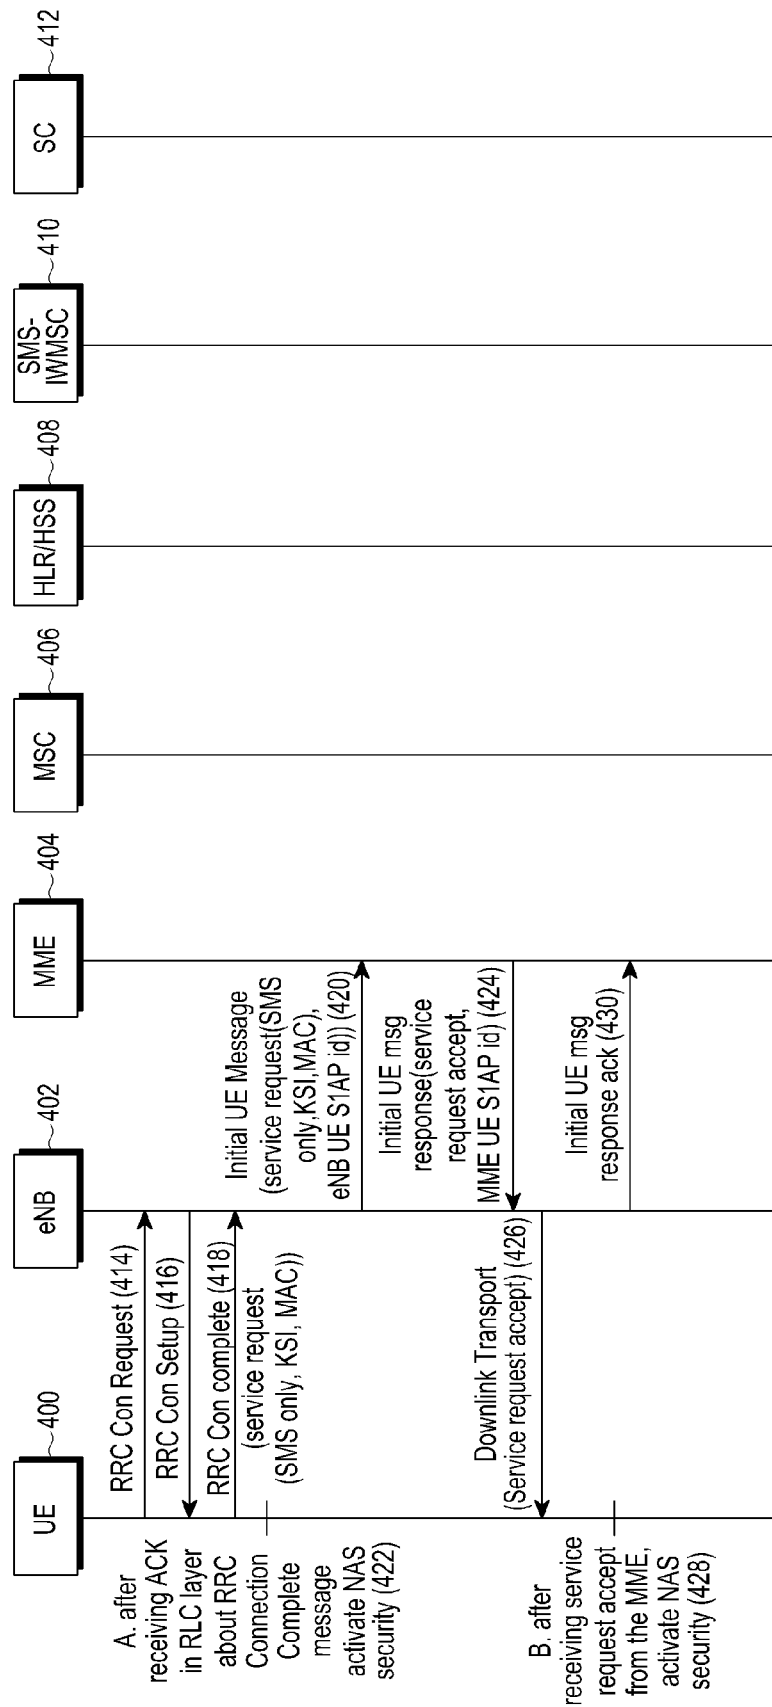 UE
400
eNB
402
MME
404
MSC
406
HLR/HSS
408
SMS-
IWMSC
410
SC
412
RRC Con Request (414)
RRC Con Setup (416)
RRC Con complete (418)
(service request
(SMS only, KSI, MAC))
Initial UE Message
(service request(SMS
only,KSI,MAC),
eNB UE S1AP id)) (420)
A. after
receiving ACK
in RLC layer
about RRC
Connection
Complete
message
activate NAS
security (422)
Initial UE msg
response(service
request accept,
MME UE S1AP id) (424)
Downlink Transport
(Service request accept) (426)
B. after
receiving service
request accept
from the MME,
activate NAS
security (428)
Initial UE msg
response ack (430)